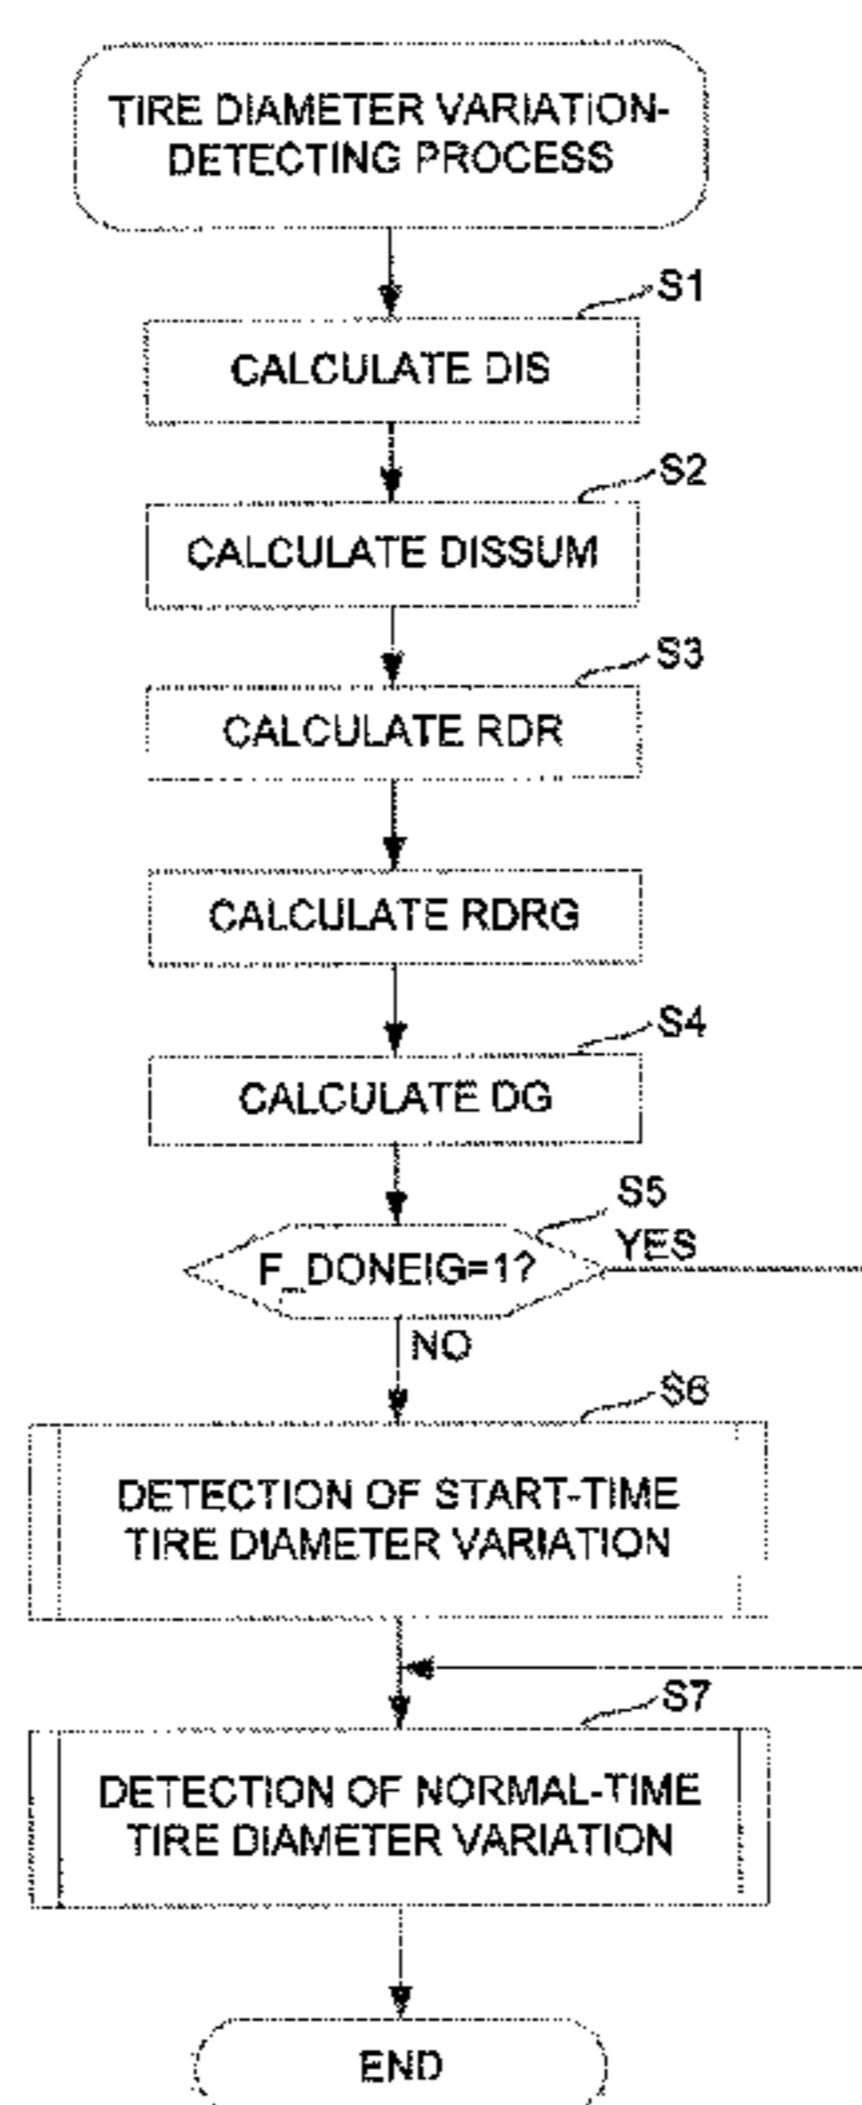 TIRE DIAMETER VARIATION-
DETECTING PROCESS
S1
CALCULATE DIS
S2
CALCULATE DISSUM
S3
CALCULATE RDR
CALCULATE RDRG
S4
CALCULATE DG
S5
F_DONEIG=1?
YES
NO
S6
DETECTION OF START-TIME
TIRE DIAMETER VARIATION
S7
DETECTION OF NORMAL-TIME
TIRE DIAMETER VARIATION
END